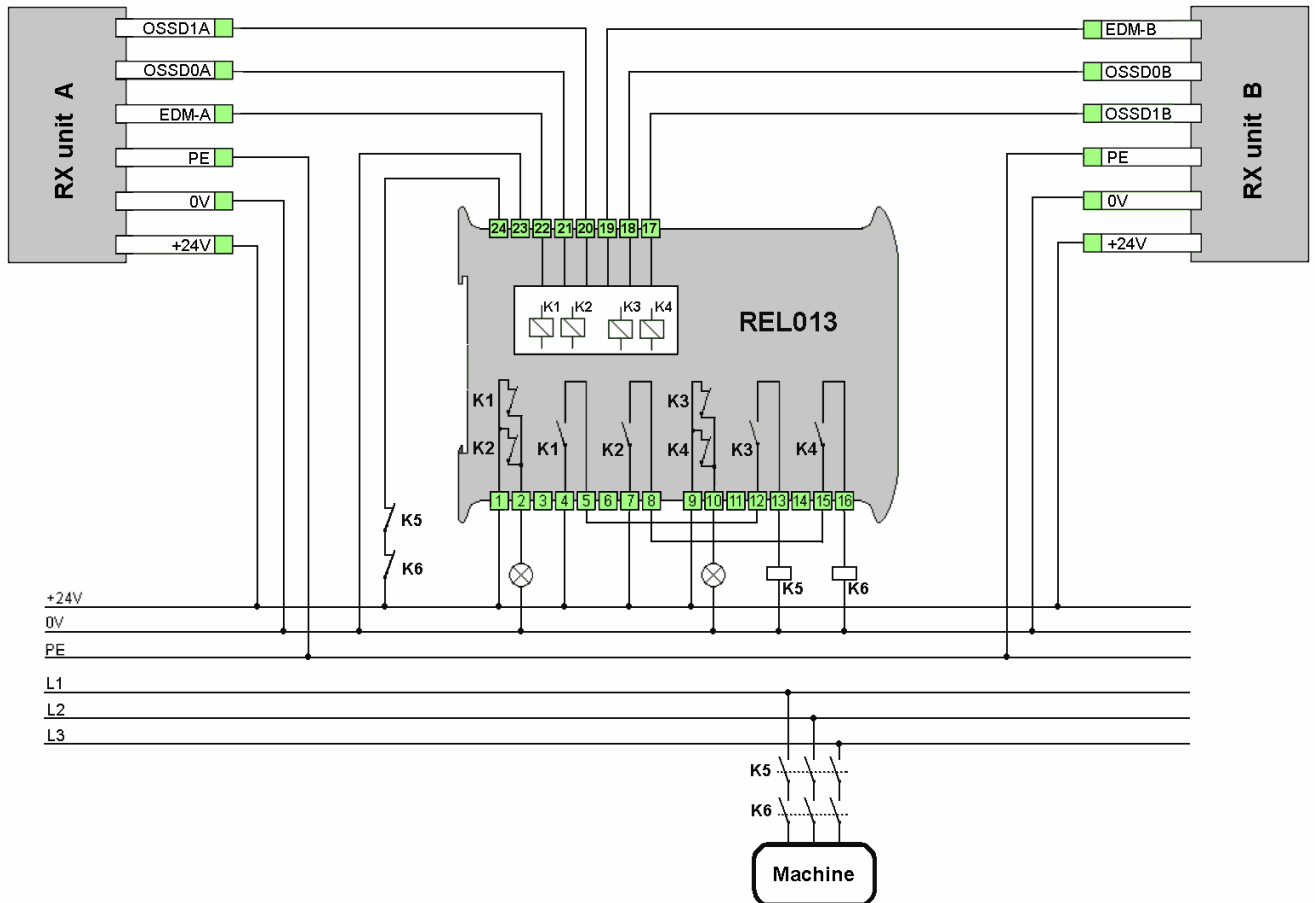 OSSD1A
OSSD0A
EDM-A
PE
0V
+24V
RX unit A
EDM-B
OSSD0B
OSSD1B
PE
0V
+24V
RX unit B
24 23 22 21 20 19 18 17
K1 K2 K3 K4
REL013
K1
K2
K1
K2
K3
K4
K3
K4
1 2 3 4 5 6 7 8 9 10 11 12 13 14 15 16
K5
K6
K5
K6
+24V
0V
PE
L1
L2
L3
K5
K6
Machine